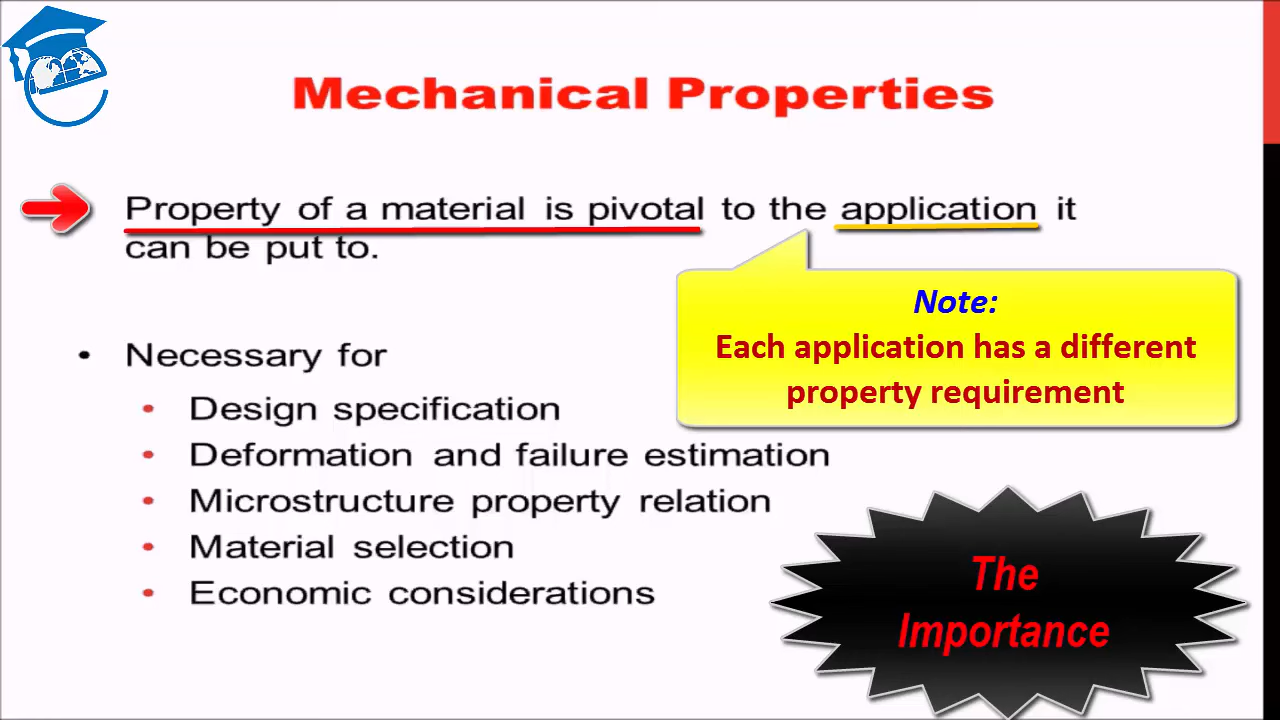 Mechanical Properties
Property of a material is pivotal to the application it
can be put to.
Note:
Each application has a different
property requirement
• Necessary for
• Design specification
• Deformation and failure estimation
• Microstructure property relation
• Material selection
• Economic considerations
The
Importance